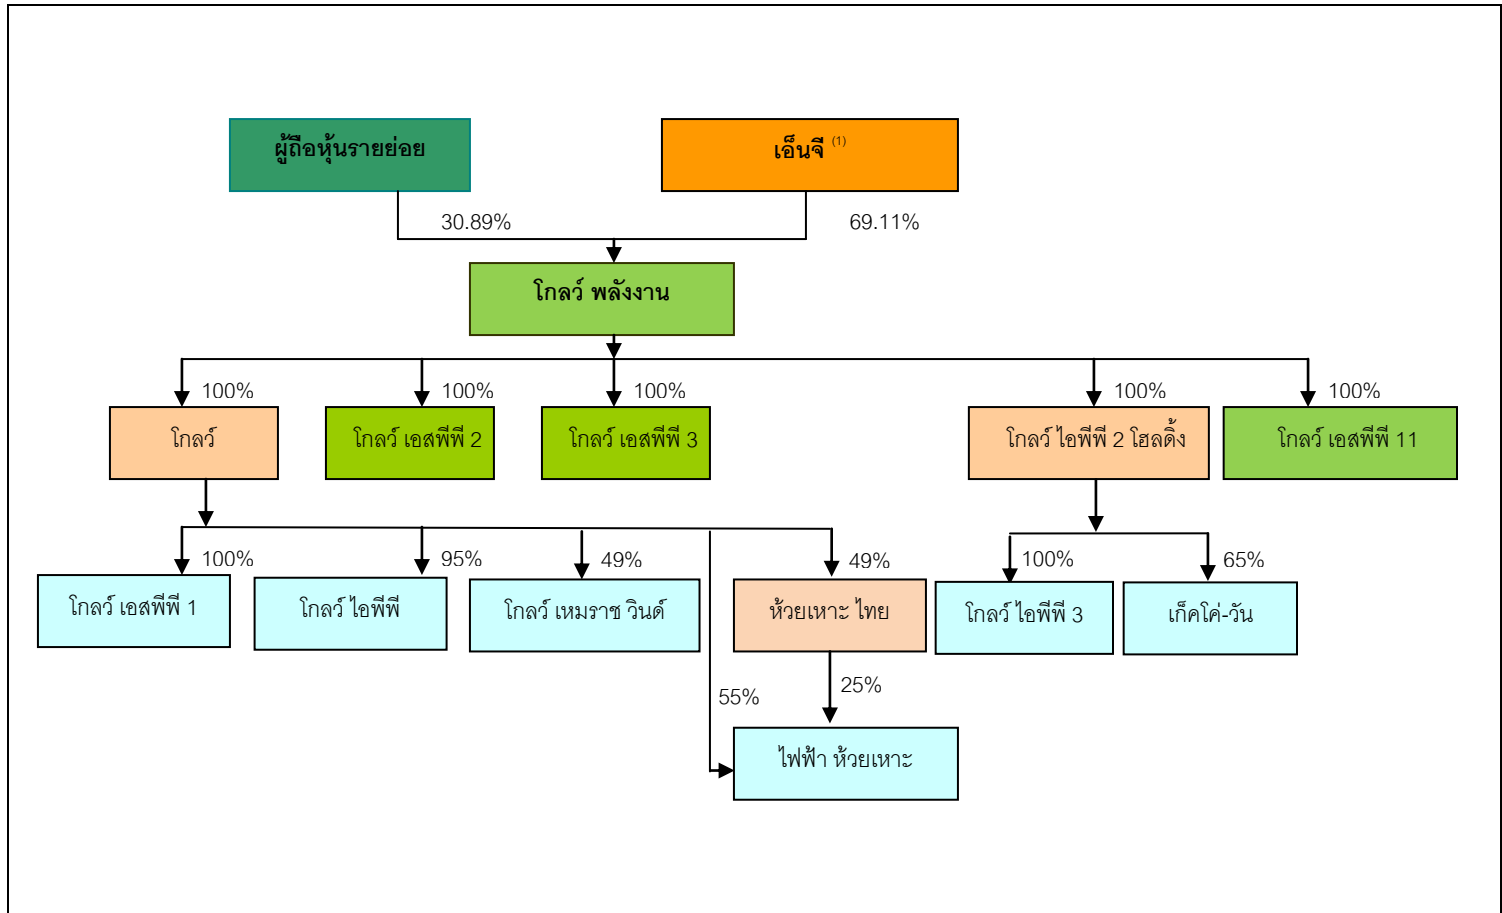 ผู้ถือหุ้นรายย่อย
เอ็นจี (1)
30.89%
69.11%
โกลว์ พลังงาน
100%
100%
100%
100%
100%
โกลว์
โกลว์ เอสพีพี 2
โกลว์ เอสพีพี 3
โกลว์ ไอพีพี 2 โฮลดิ้ง
โกลว์ เอสพีพี 11
100%
95%
49%
49%
100%
65%
โกลว์ เอสพีพี 1
โกลว์ ไอพีพี
โกลว์ เหมราช วินด์
ห้วยเหาะ ไทย
โกลว์ ไอพีพี 3
เก็คโค่-วัน
55%
25%
ไฟฟ้า ห้วยเหาะ